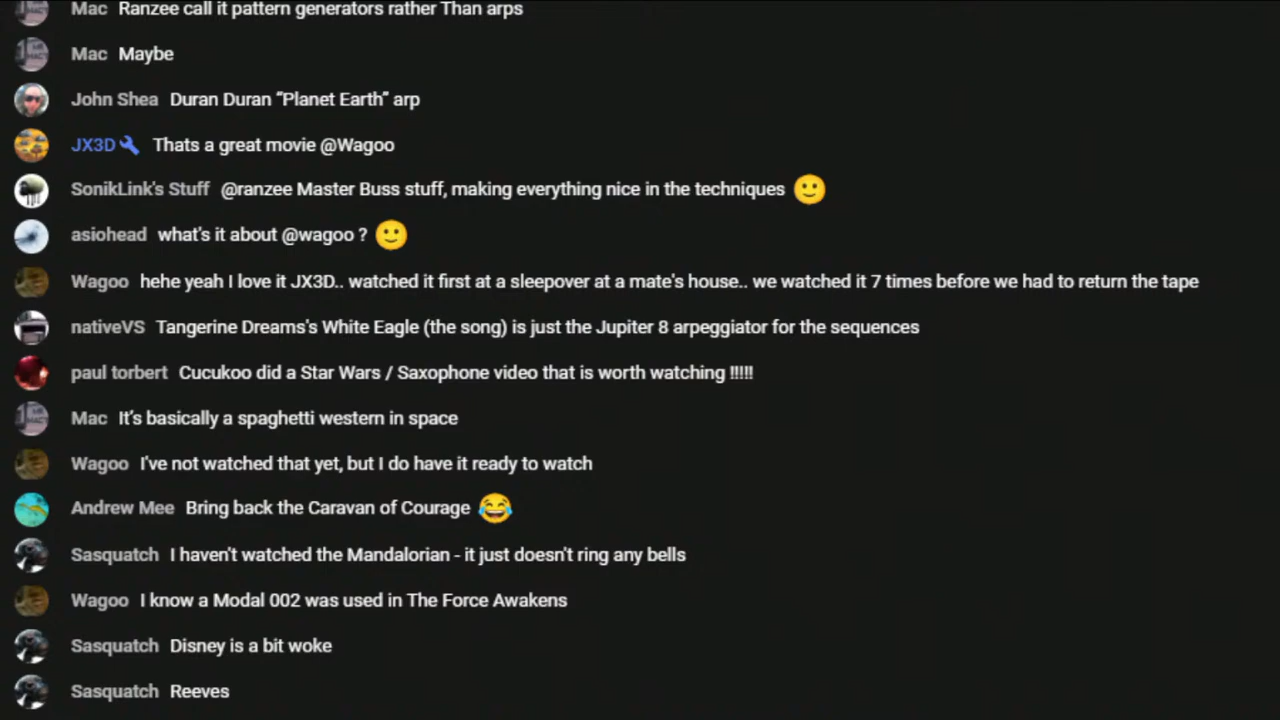 Mac Ranzee call it pattern generators rather Than arps
Mac Maybe
John Shea Duran Duran “Planet Earth” arp
JX3D Thats a great movie @Wagoo
SonikLink's Stuff @ranzee Master Buss stuff, making everything nice in the techniques 🙂
asiohead what's it about @wagoo ? 🙂
Wagoo hehe yeah I love it JX3D.. watched it first at a sleepover at a mate's house.. we watched it 7 times before we had to return the tape
nativeVS Tangerine Dreams's White Eagle (the song) is just the Jupiter 8 arpeggiator for the sequences
paul torbert Cucukoo did a Star Wars / Saxophone video that is worth watching !!!!!
Mac It's basically a spaghetti western in space
Wagoo I've not watched that yet, but I do have it ready to watch
Andrew Mee Bring back the Caravan of Courage 😂
Sasquatch I haven't watched the Mandalorian - it just doesn't ring any bells
Wagoo I know a Modal 002 was used in The Force Awakens
Sasquatch Disney is a bit woke
Sasquatch Reeves